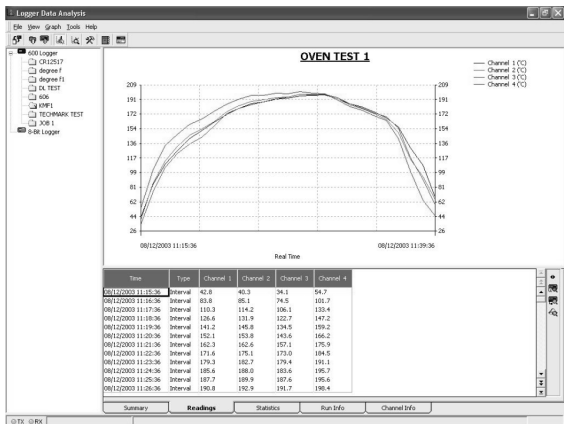 Logger Data Analysis
File View Graph Tools Help
600 Logger
CR12517
degree f
degree f1
DL TEST
606
KMF1
TECHMARK TEST
JOB 1
8-Bit Logger
OVEN TEST 1
Channel 1 (°C)
Channel 2 (°C)
Channel 3 (°C)
Channel 4 (°C)
209 209
191 191
172 172
154 154
136 136
117 117
99 99
81 81
62 62
44 44
26 26
08/12/2003 11:15:36 08/12/2003 11:39:36
Real Time
Time Type Channel 1 Channel 2 Channel 3 Channel 4
08/12/2003 11:15:36 Interval 42.8 40.3 34.1 54.7
08/12/2003 11:16:36 Interval 83.8 85.1 74.5 101.7
08/12/2003 11:17:36 Interval 110.3 114.2 106.1 133.4
08/12/2003 11:18:36 Interval 126.6 131.9 122.7 147.2
08/12/2003 11:19:36 Interval 141.2 145.8 134.5 159.2
08/12/2003 11:20:36 Interval 152.1 153.8 143.6 166.2
08/12/2003 11:21:36 Interval 162.3 162.6 157.1 175.9
08/12/2003 11:22:36 Interval 171.6 175.1 173.0 184.5
08/12/2003 11:23:36 Interval 179.3 182.7 179.4 191.1
08/12/2003 11:24:36 Interval 185.6 188.0 183.6 195.7
08/12/2003 11:25:36 Interval 187.7 189.9 187.6 195.6
08/12/2003 11:26:36 Interval 190.8 192.9 191.7 198.4
Summary Readings Statistics Run Info Channel Info
TX RX